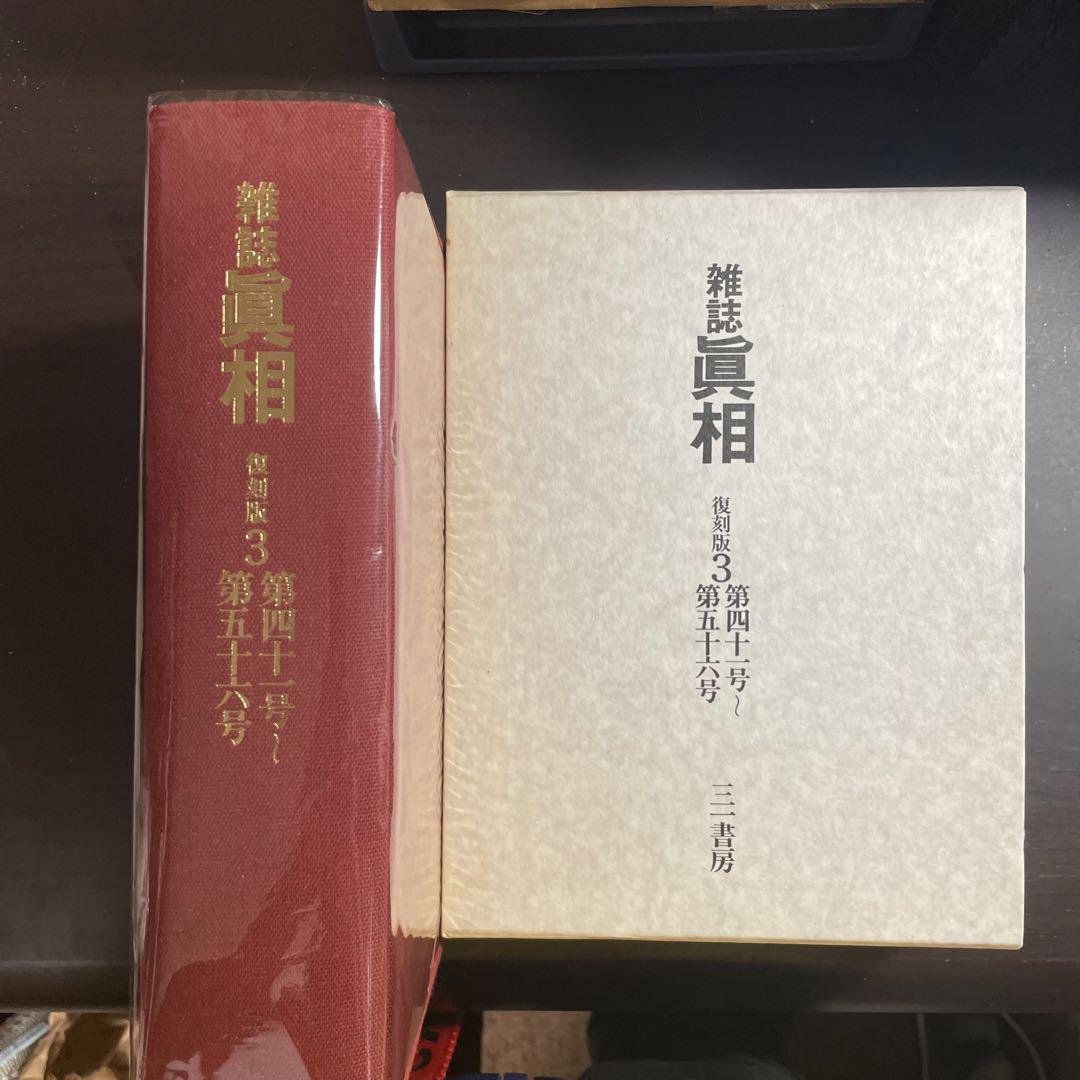 雑誌
眞相
復刻版3
第四十一号~
第五十六号
雑誌
眞相
復刻版3
第四十一号~
第五十六号
三一書房